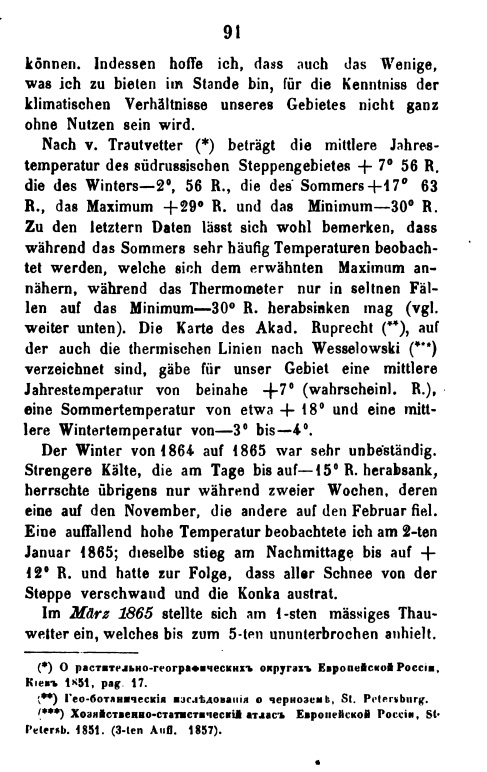 91
können. Indessen hoffe ich, dass auch das Wenige,
was ich zu bieten im Stande bin, für die Kenntniss der
klimatischen Verhältnisse unseres Gebietes nicht ganz
ohne Nutzen sein wird.
Nach v. Trautvetter (*) beträgt die mittlere Jahres-
temperatur des südrussischen Steppengebietes + 7° 56 R.
die des Winters—2°, 56 R., die des Sommers+17° 63
R., das Maximum +29° R. und das Minimum—30° R.
Zu den letztern Daten lässt sich wohl bemerken, dass
während das Sommers sehr häufig Temperaturen beobach-
tet werden, welche sich dem erwähnten Maximum an-
nähern, während das Thermometer nur in seltnen Fäl-
len auf das Minimum—30° R. herabsinken mag (vgl.
weiter unten). Die Karte des Akad. Ruprecht (**), auf
der auch die thermischen Linien nach Wesselowski (***)
verzeichnet sind, gäbe für unser Gebiet eine mittlere
Jahrestemperatur von beinahe +7° (wahrscheinl. R.),
eine Sommertemperatur von etwa + 18° und eine mitt-
lere Wintertemperatur von—3° bis—4°.
Der Winter von 1864 auf 1865 war sehr unbeständig.
Strengere Kälte, die am Tage bis auf—15° R. herabsank,
herrschte übrigens nur während zweier Wochen, deren
eine auf den November, die andere auf den Februar fiel.
Eine auffallend hohe Temperatur beobachtete ich am 2-ten
Januar 1865; dieselbe stieg am Nachmittage bis auf +
12° R. und hatte zur Folge, dass aller Schnee von der
Steppe verschwand und die Konka austrat.
Im März 1865 stellte sich am 1-sten mässiges Thau-
wetter ein, welches bis zum 5-ten ununterbrochen anhielt.
(*) О растительно-географическихъ округахъ Европейской Россіи,
Кіевъ 1851, pag. 17.
(**) Гео-ботаническія изслѣдованія о черноземѣ, St. Petersburg.
(***) Хозяйственно-статистическій атласъ Европейской Россіи, St-
Petersb. 1851. (3-ten Aufl. 1857).